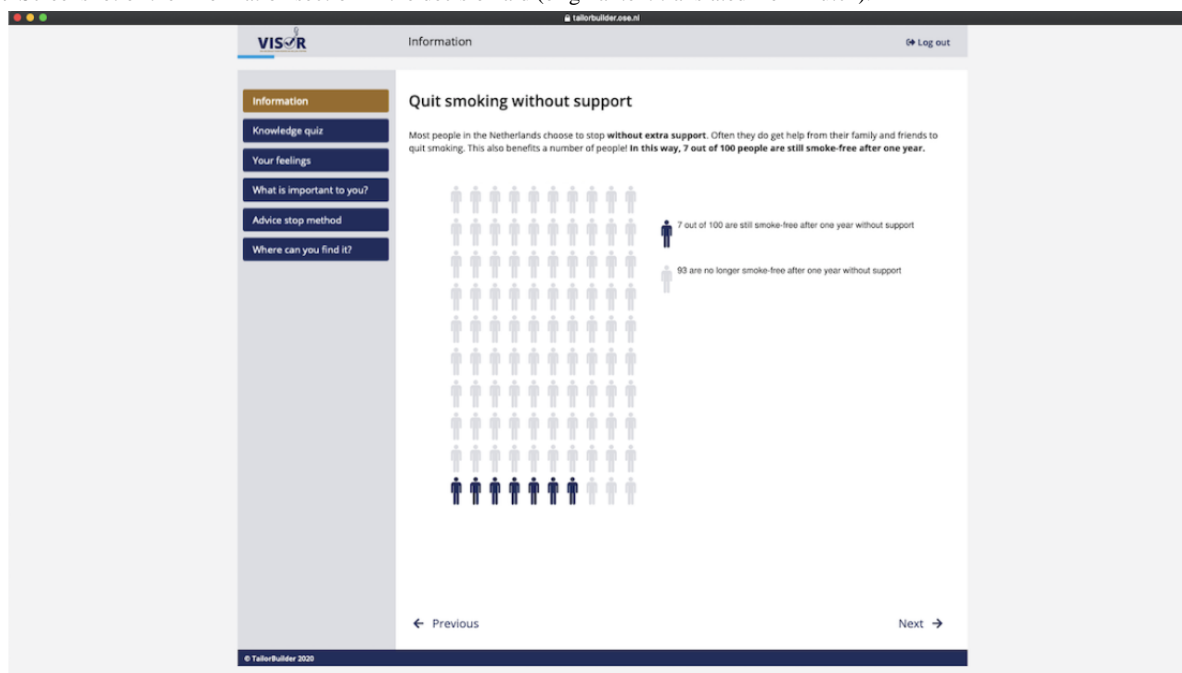 tailorbuilder.ose.nl
VISOR
Information
Log out
Information
Knowledge quiz
Your feelings
What is important to you?
Advice stop method
Where can you find it?
Quit smoking without support
Most people in the Netherlands choose to stop without extra support. Often they do get help from their family and friends to
quit smoking. This also benefits a number of people! In this way, 7 out of 100 people are still smoke-free after one year.
7 out of 100 are still smoke-free after one year without support
93 are no longer smoke-free after one year without support
Previous
Next
© TailorBuilder 2020